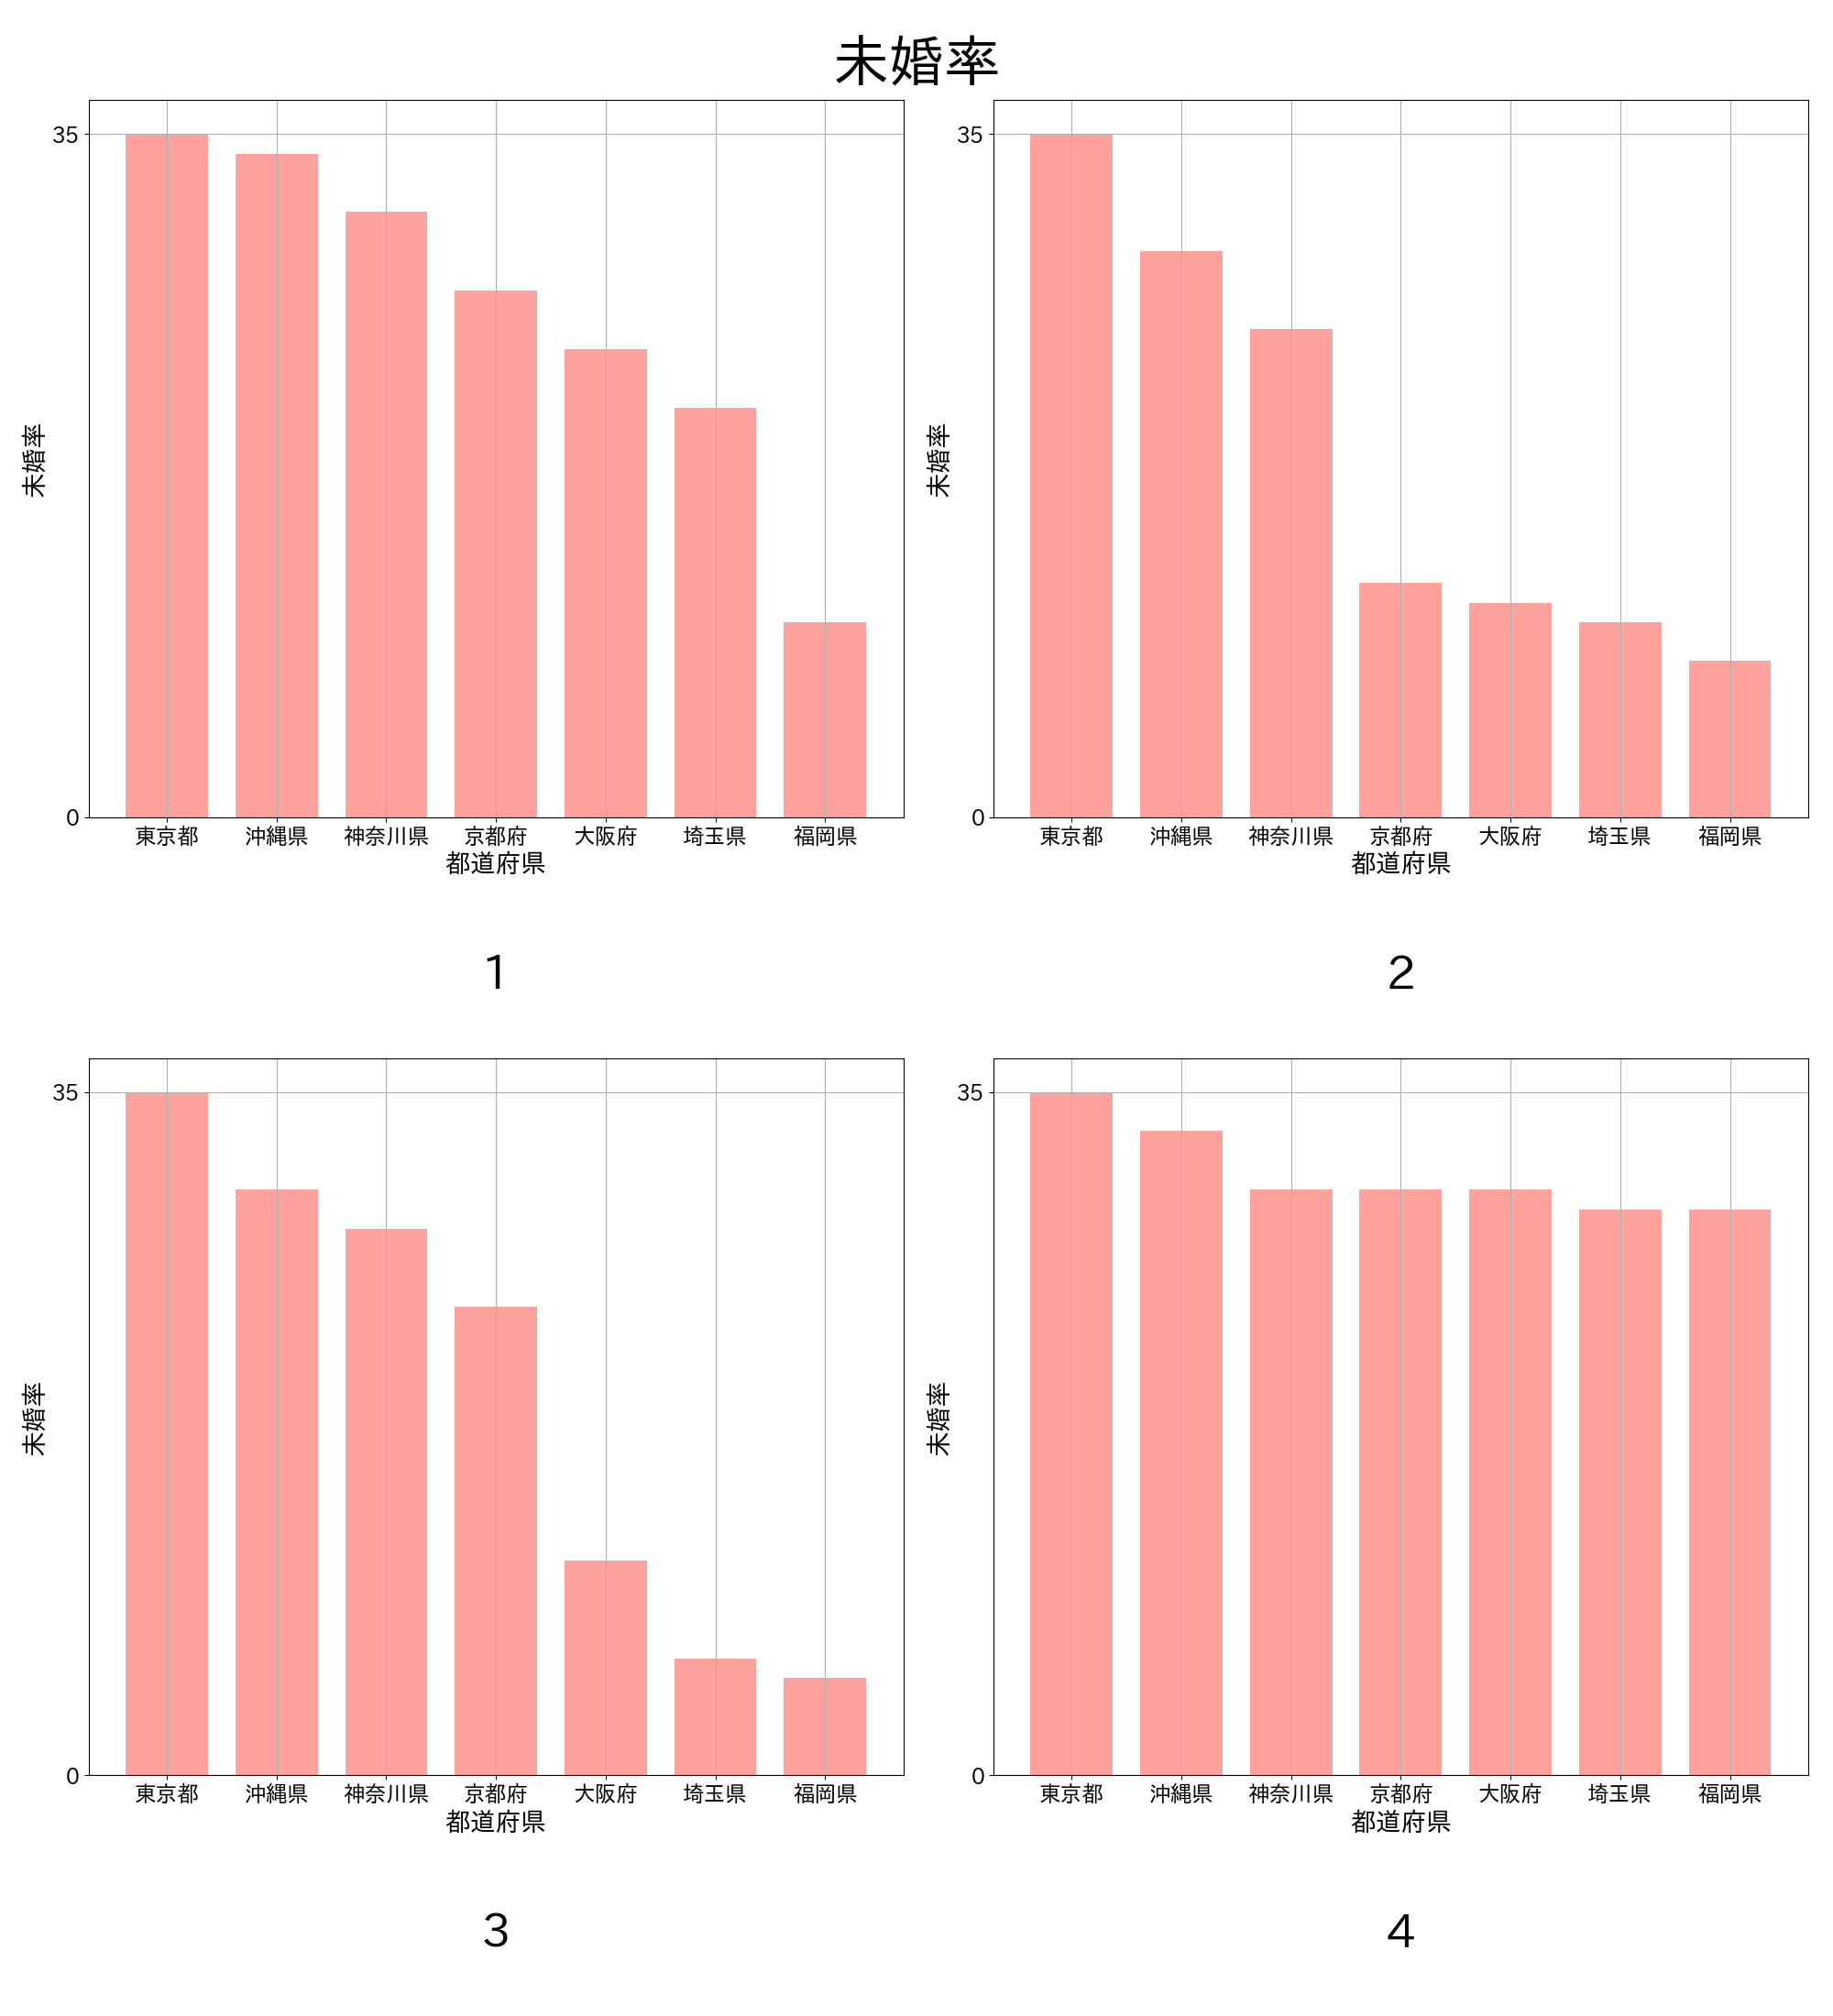 未婚率
35
0
未婚率
東京都 沖縄県 神奈川県 京都府 大阪府 埼玉県 福岡県
都道府県
1
35
0
未婚率
東京都 沖縄県 神奈川県 京都府 大阪府 埼玉県 福岡県
都道府県
2
35
0
未婚率
東京都 沖縄県 神奈川県 京都府 大阪府 埼玉県 福岡県
都道府県
3
35
0
未婚率
東京都 沖縄県 神奈川県 京都府 大阪府 埼玉県 福岡県
都道府県
4